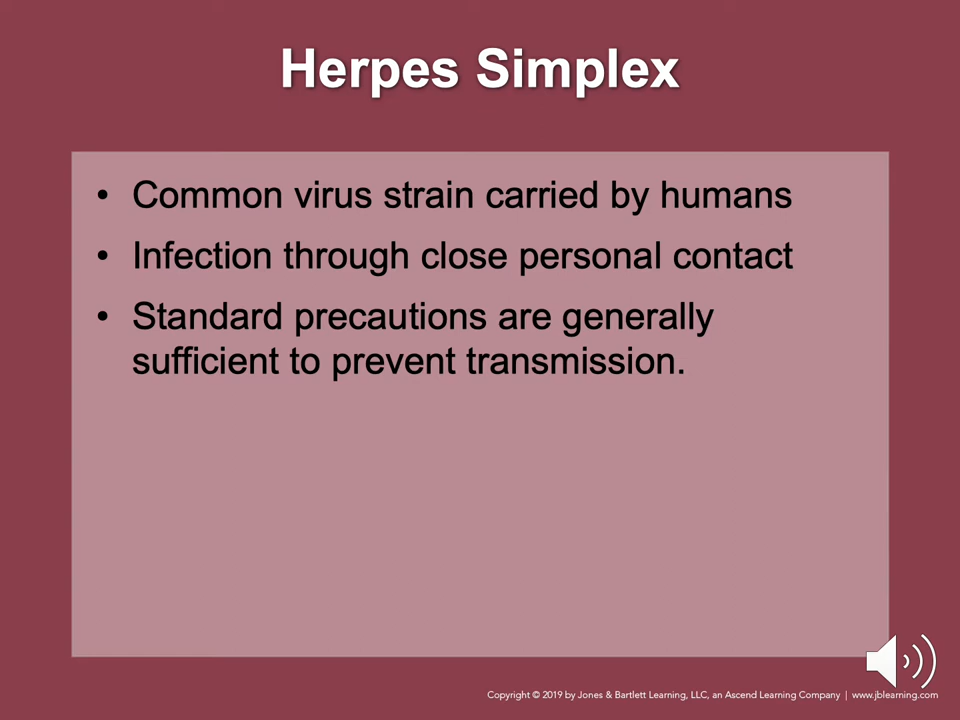 Herpes Simplex
• Common virus strain carried by humans
• Infection through close personal contact
• Standard precautions are generally
sufficient to prevent transmission.
Copyright © 2019 by Jones & Bartlett Learning, LLC, an Ascend Learning Company | www.jblearning.com